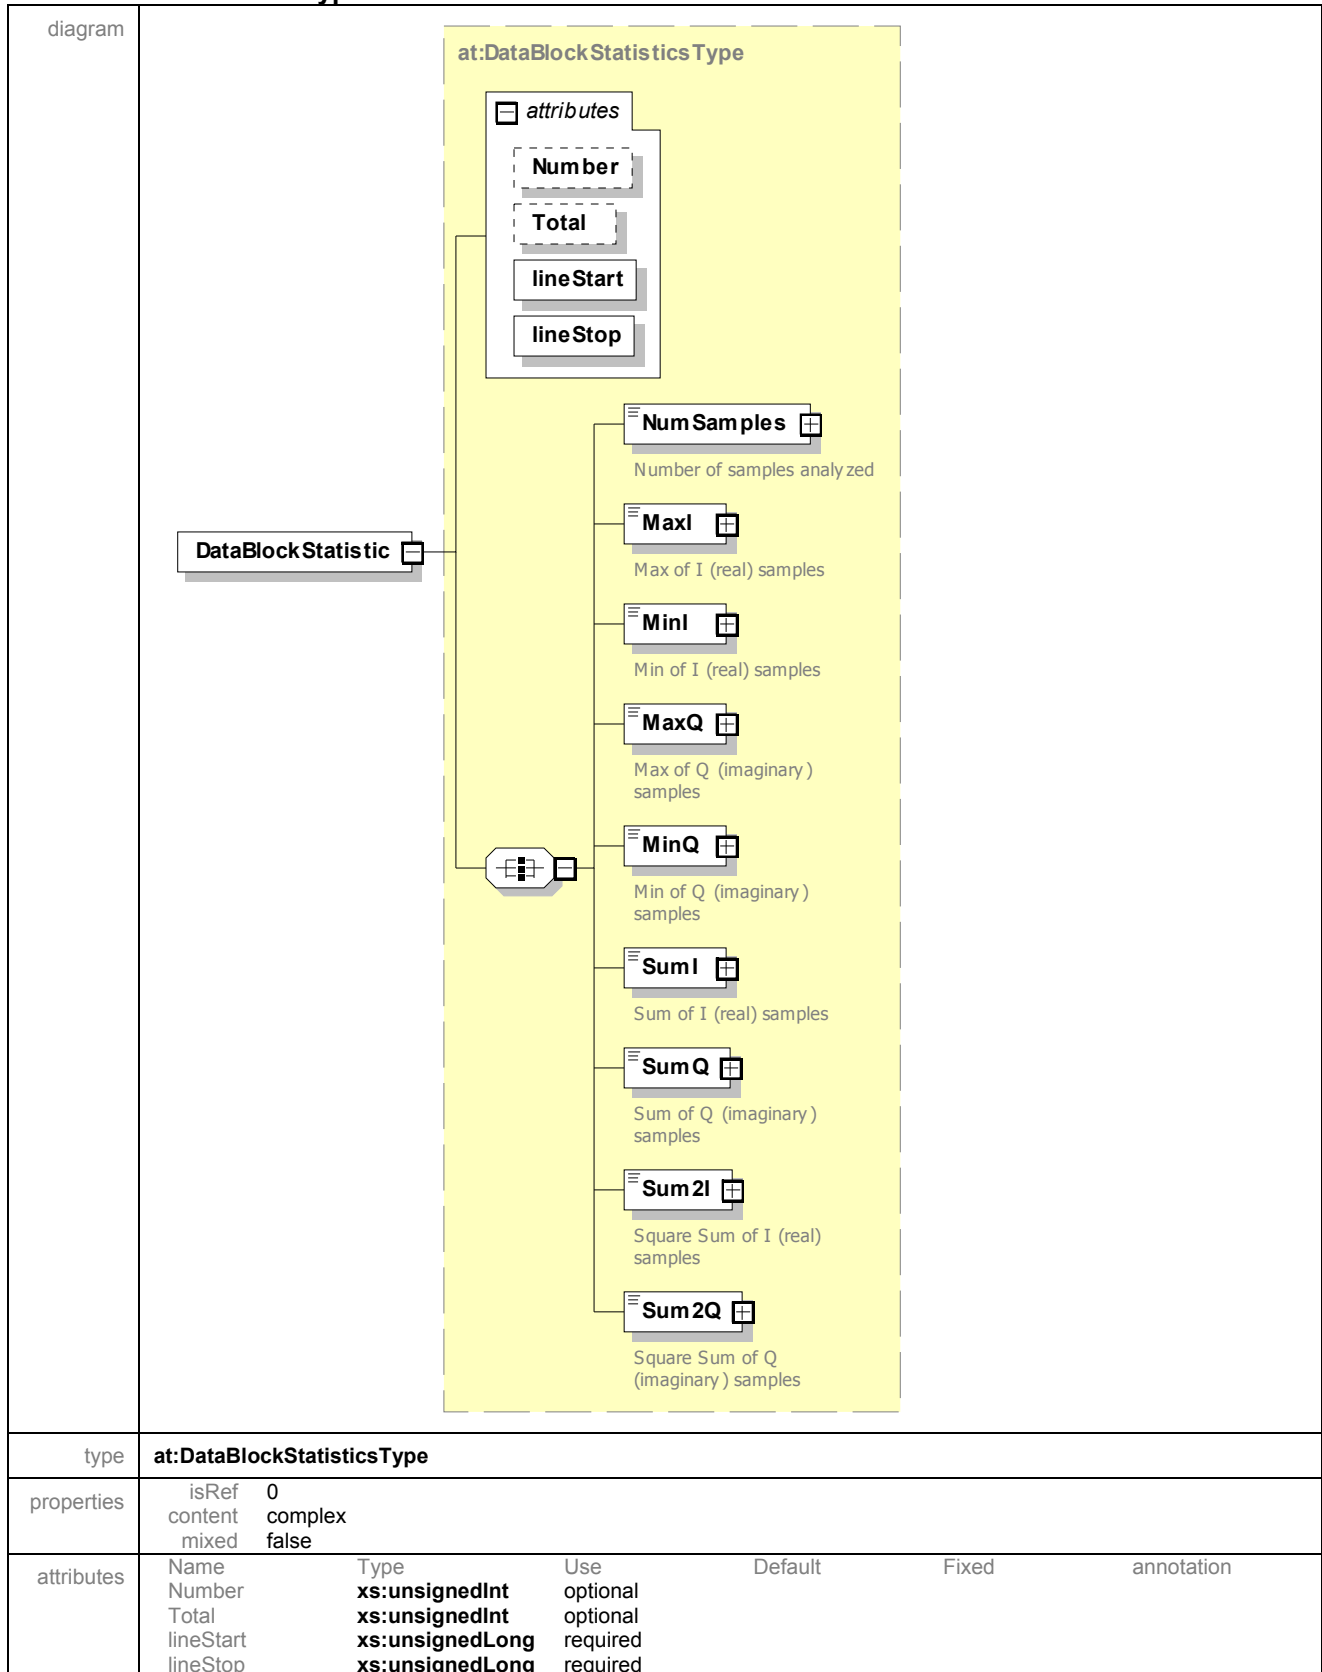 diagram
at:DataBlockStatisticsType
attributes
Number
Total
lineStart
lineStop
NumSamples
Number of samples analyzed
MaxI
Max of I (real) samples
DataBlockStatistic
MinI
Min of I (real) samples
MaxQ
Max of Q (imaginary)
samples
MinQ
Min of Q (imaginary)
samples
SumI
Sum of I (real) samples
SumQ
Sum of Q (imaginary)
samples
Sum2I
Square Sum of I (real)
samples
Sum2Q
Square Sum of Q
(imaginary) samples
type at:DataBlockStatisticsType
properties isRef 0
content complex
mixed false
attributes Name Type Use Default Fixed annotation
Number xs:unsignedInt optional
Total xs:unsignedInt optional
lineStart xs:unsignedLong required
lineStop xs:unsignedLong required